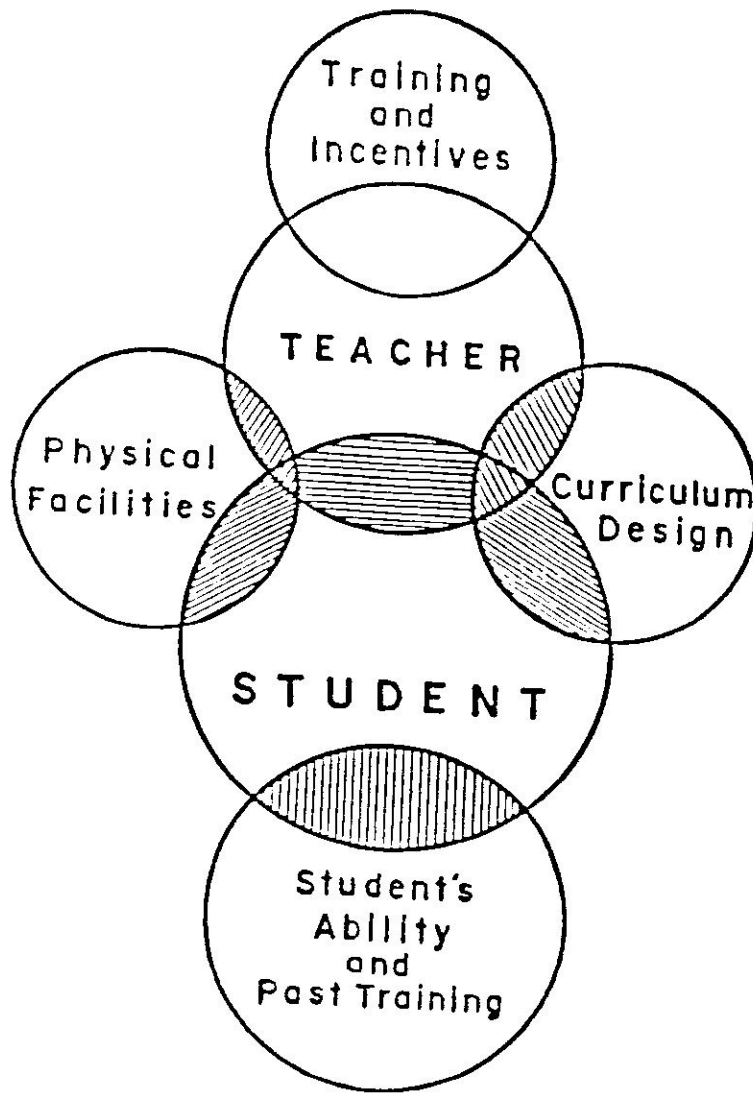 Training
and
Incentives
TEACHER
Physical
Facilities
Curriculum
Design
STUDENT
Student's
Ability
and
Past Training